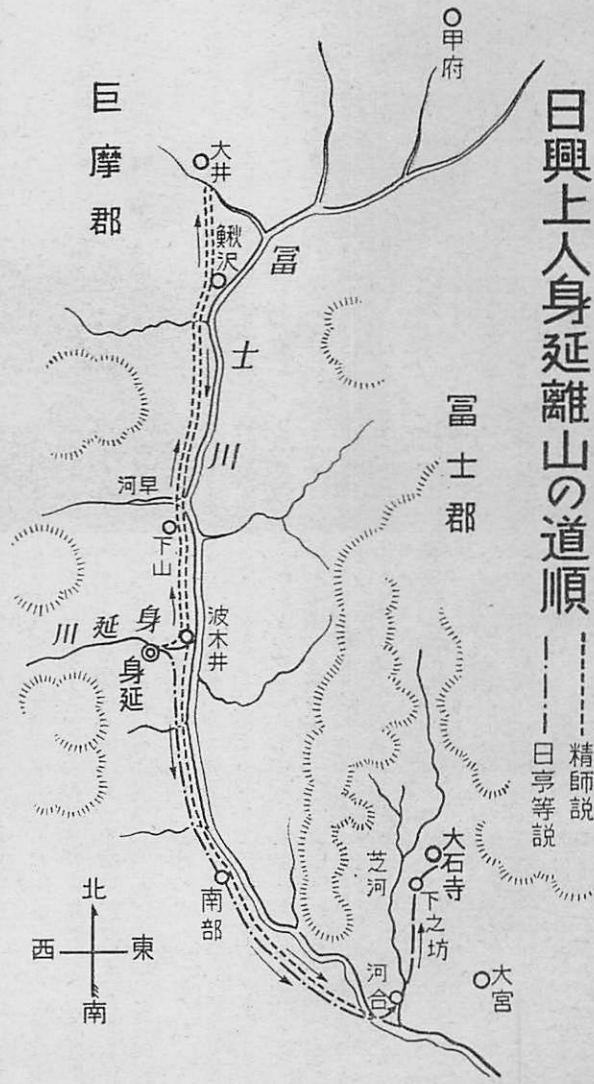 日興上人身延離山の道順
精師説
日亨等説
甲府
巨摩郡
大井
鰍沢
冨士川
冨士郡
河早
下山
波木井
川延身
身延
南部
芝河
大石寺
下之坊
河合
大宮
北
西
東
南